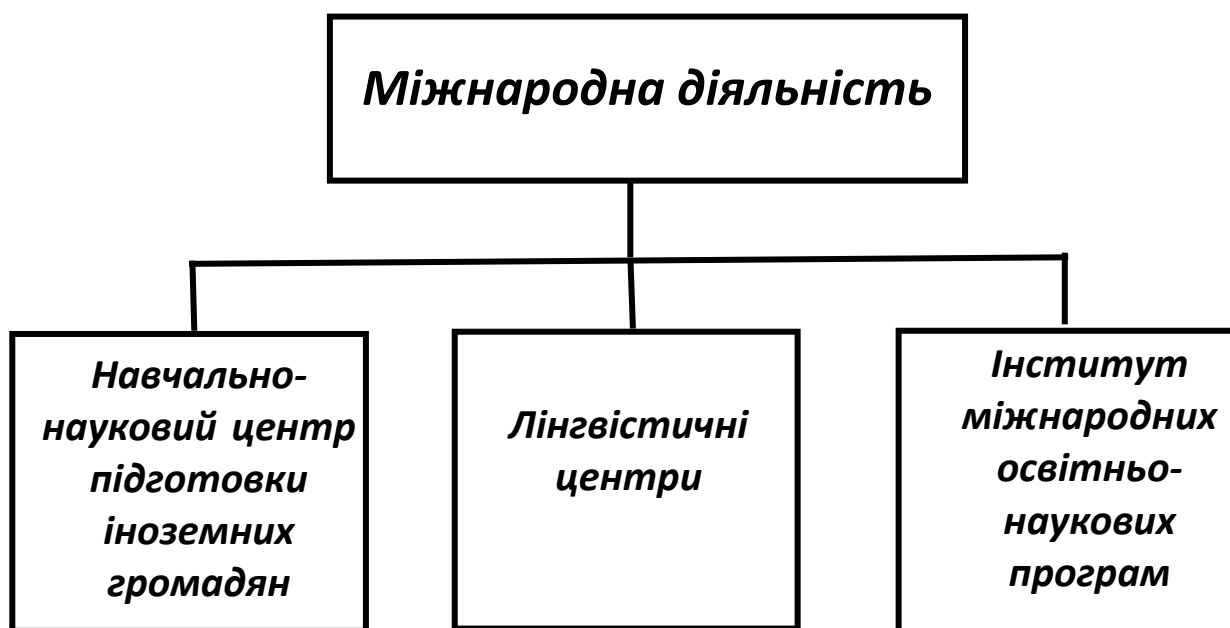 Міжнародна діяльність
Навчально-
науковий центр
підготовки
іноземних
громадян
Лінгвістичні
центри
Інститут
міжнародних
освітньо-
наукових
програм